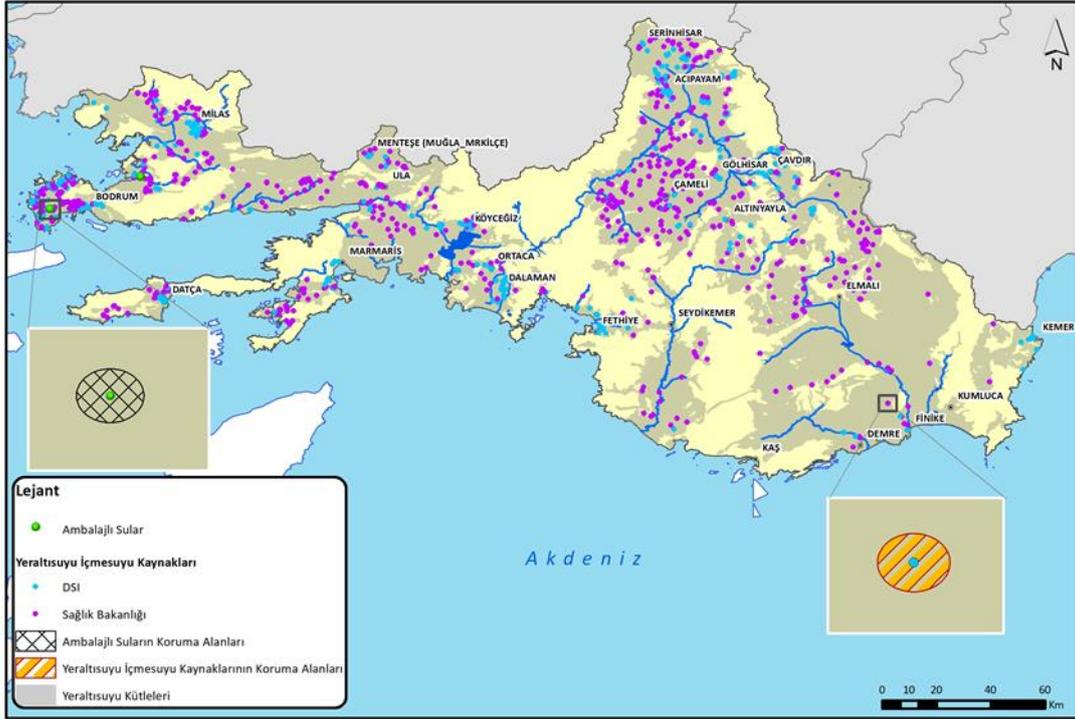 SERİNHİSAR
N
ACIPAYAM
MİLAS
MENTEŞE (MUĞLA_MRKİLÇE)
GÖLHİSAR
ÇAVDIR
ULA
ÇAMELİ
BODRUM
ALTINYAYLA
KÖYCEĞİZ
MARMARİS
ORTACA
DALAMAN
DATÇA
ELMALI
SEYDİKEMER
FETHİYE
KEMER
KUMLUCA
FİNİKE
DEMRE
KAŞ
Akdeniz
Lejant
Ambalajlı Sular
Yeraltısuyu İçmesuyu Kaynakları
DSI
Sağlık Bakanlığı
Ambalajlı Suların Koruma Alanları
Yeraltısuyu İçmesuyu Kaynaklarının Koruma Alanları
Yeraltısuyu Kütleleri
0 10 20 40 60
Km